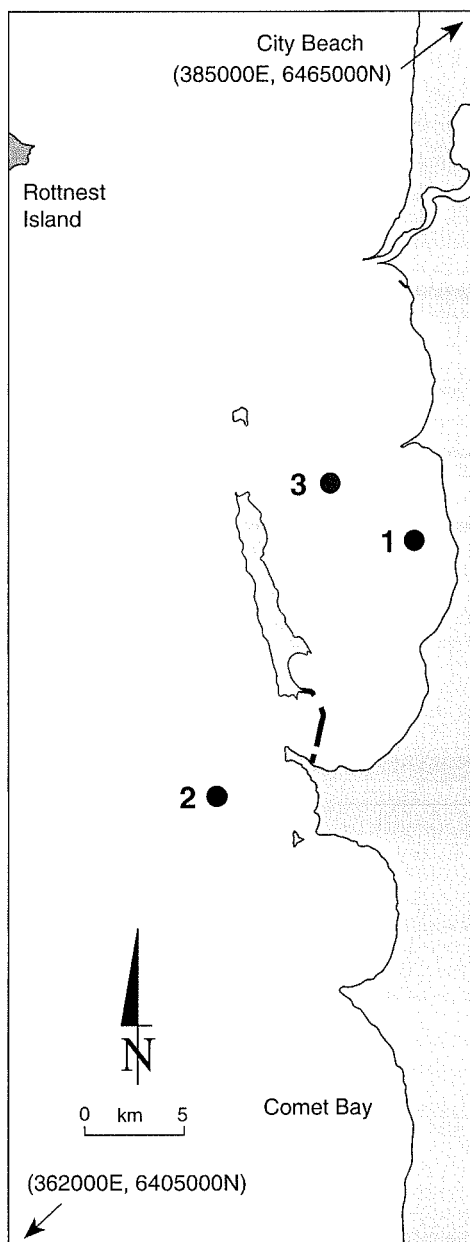 City Beach
(385000E, 6465000N)
Rottnest
Island
3
1
2
N
0 km 5
Comet Bay
(362000E, 6405000N)